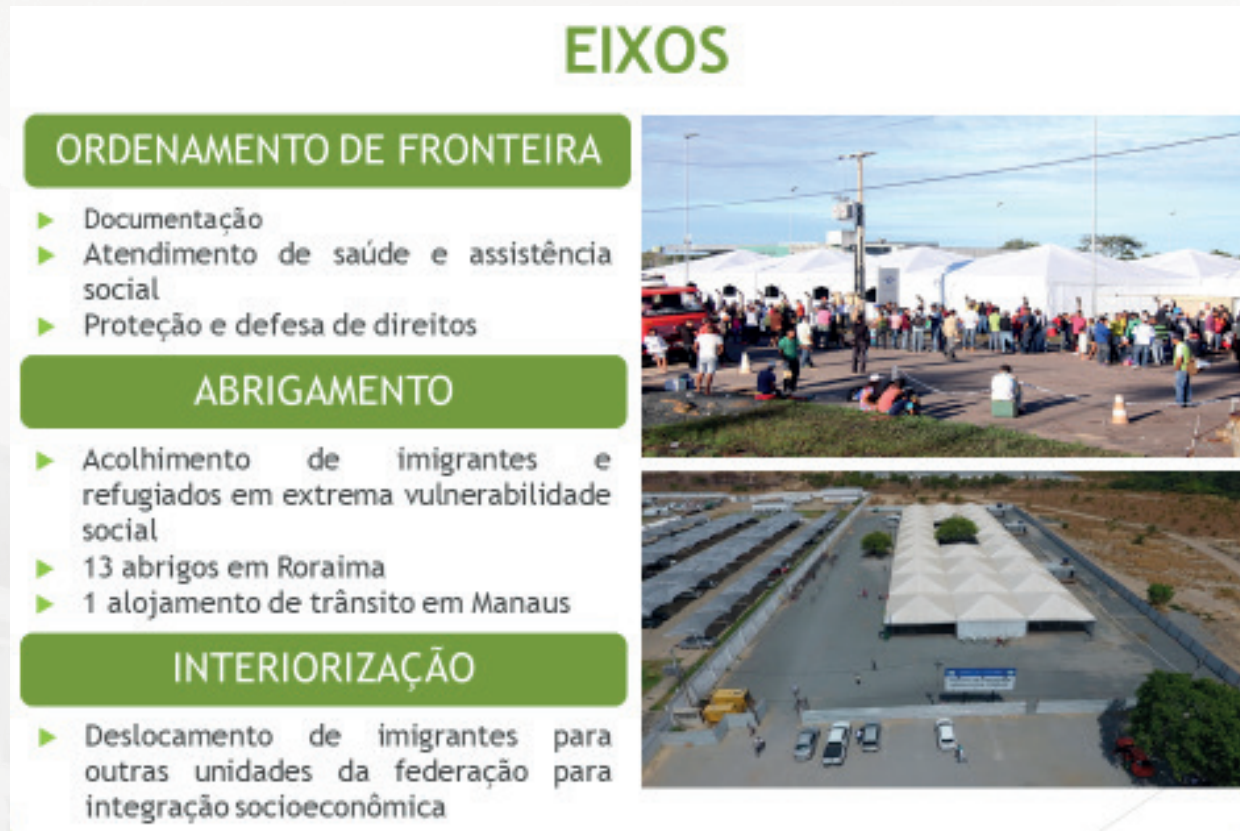 EIXOS
ORDENAMENTO DE FRONTEIRA
Documentação
Atendimento de saúde e assistência
social
Proteção e defesa de direitos
ABRIGAMENTO
Acolhimento de imigrantes e
refugiados em extrema vulnerabilidade
social
13 abrigos em Roraima
1 alojamento de trânsito em Manaus
INTERIORIZAÇÃO
Deslocamento de imigrantes para
outras unidades da federação para
integração socioeconômica